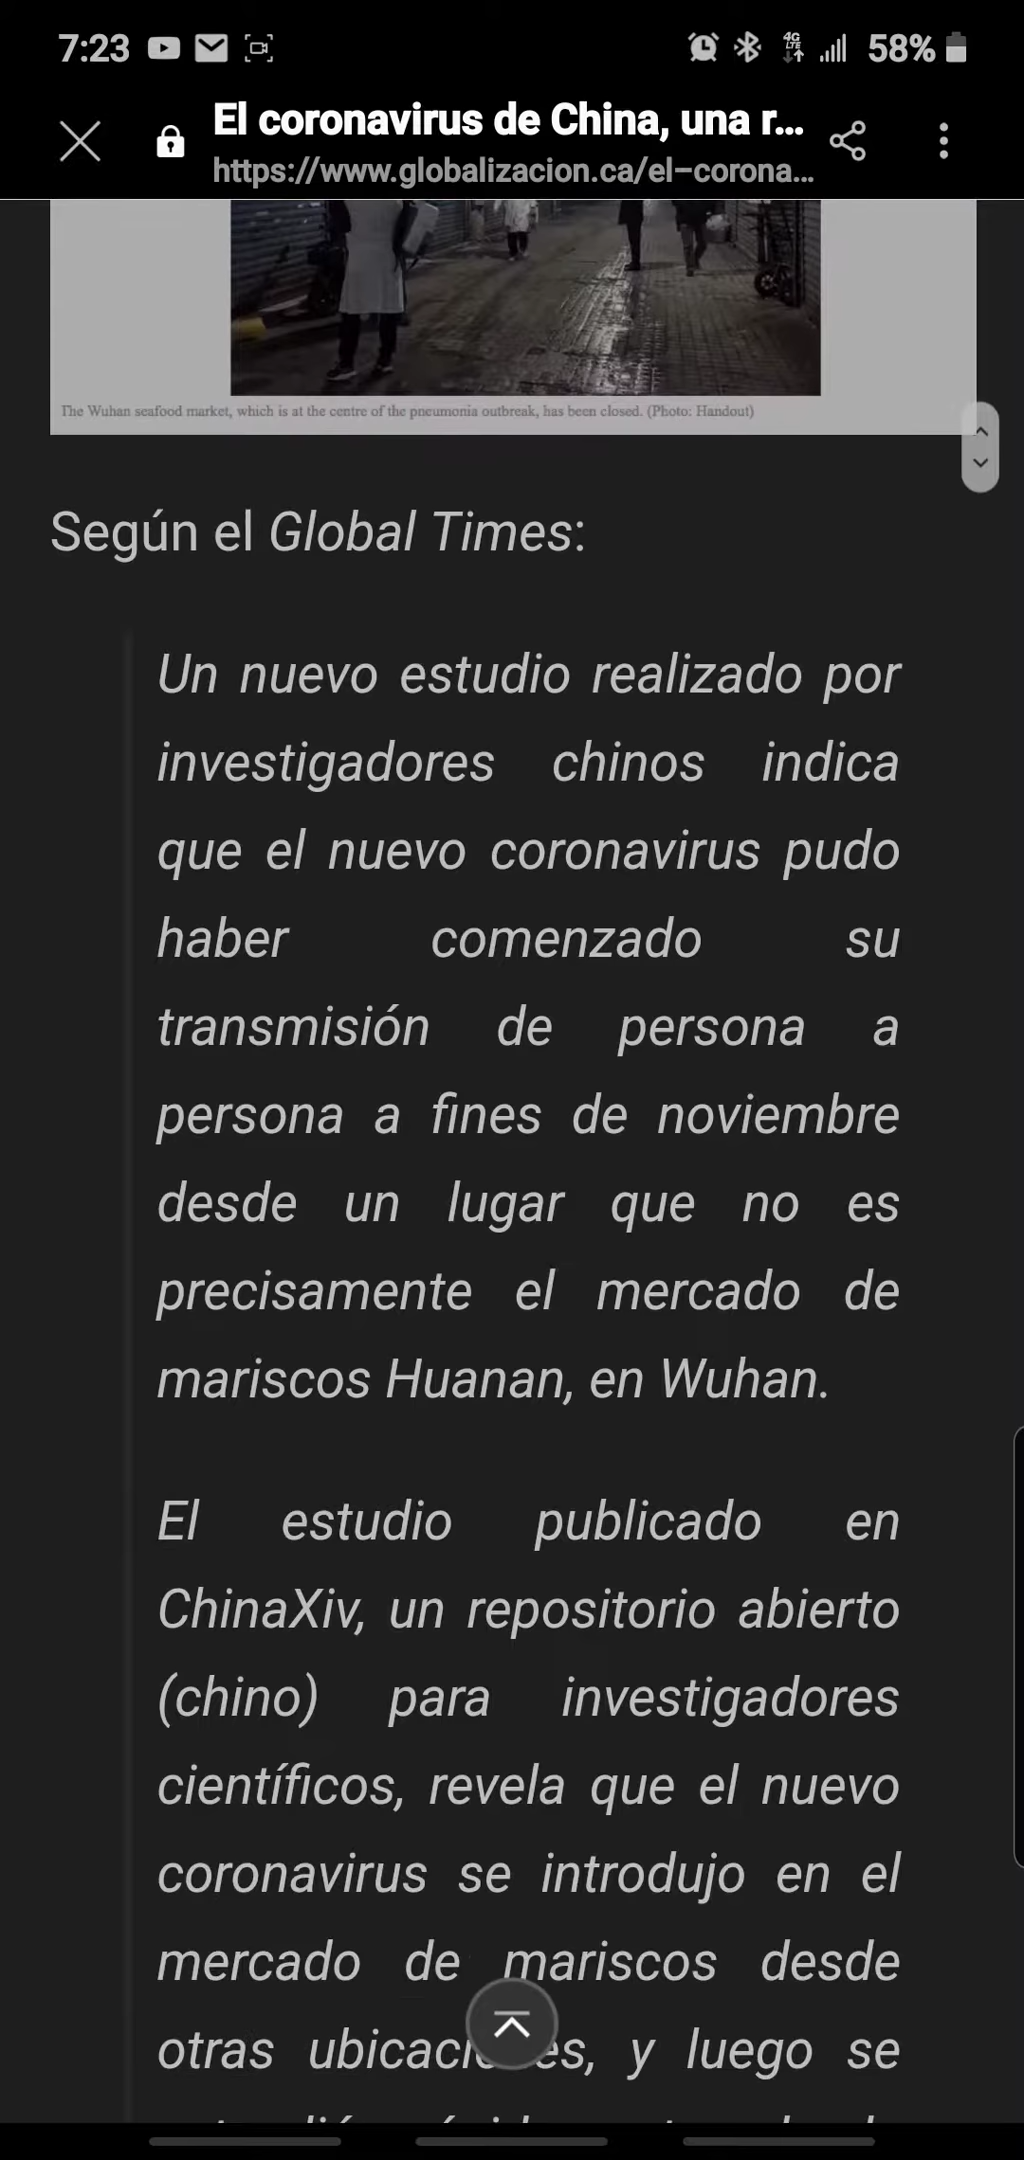 7:23
4G
LTE
58%
El coronavirus de China, una r...
https://www.globalizacion.ca/el-corona...
The Wuhan seafood market, which is at the centre of the pneumonia outbreak, has been closed. (Photo: Handout)
Según el Global Times:
Un nuevo estudio realizado por
investigadores chinos indica
que el nuevo coronavirus pudo
haber comenzado su
transmisión de persona a
persona a fines de noviembre
desde un lugar que no es
precisamente el mercado de
mariscos Huanan, en Wuhan.
El estudio publicado en
ChinaXiv, un repositorio abierto
(chino) para investigadores
científicos, revela que el nuevo
coronavirus se introdujo en el
mercado de mariscos desde
otras y luego se